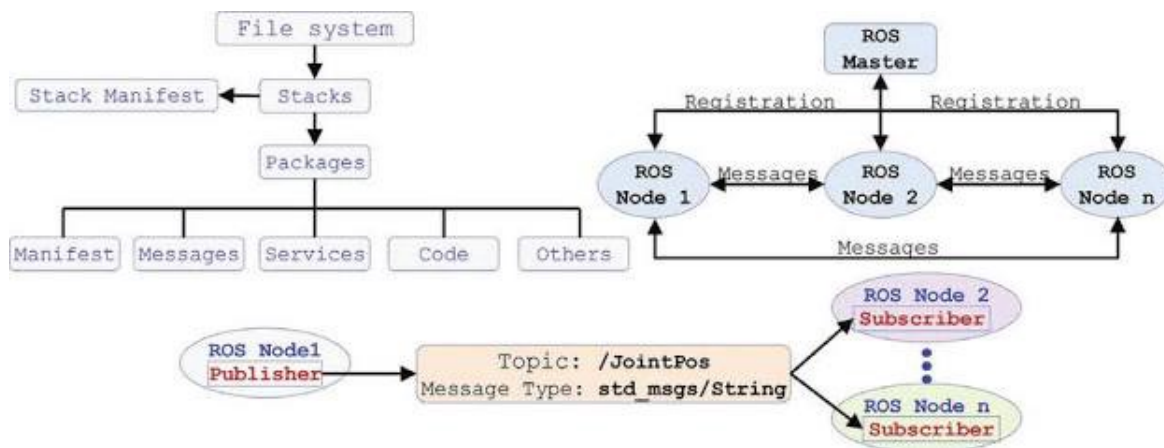 File system
Stack Manifest
Stacks
Packages
Manifest
Messages
Services
Code
Others
ROS
Master
Registration
Registration
ROS
Node 1
Messages
ROS
Node 2
Messages
ROS
Node n
Messages
ROS Node1
Publisher
Topic: /JointPos
Message Type: std_msgs/String
ROS Node 2
Subscriber
ROS Node n
Subscriber